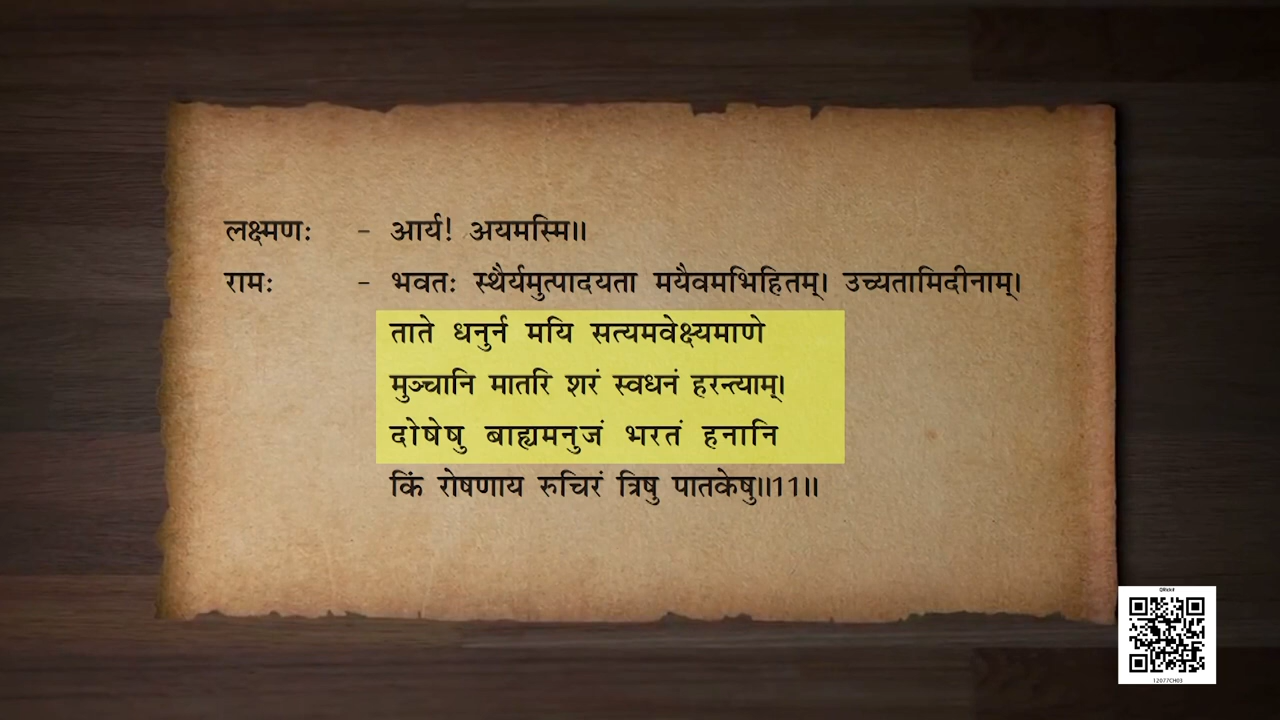 लक्ष्मणः - आर्य! अयमस्मि॥
रामः - भवतः स्थैर्यमुत्पादयता मयैवमभिहितम्। उच्यतामिदीनाम्।
ताते धनुर्न मयि सत्यमवेक्ष्यमाणे
मुञ्चानि मातरि शरं स्वधनं हरन्त्याम्।
दोषेषु बाह्यमनुजं भरतं हनानि
किं रोषणाय रुचिरं त्रिषु पातकेषु॥11॥
12077CH03